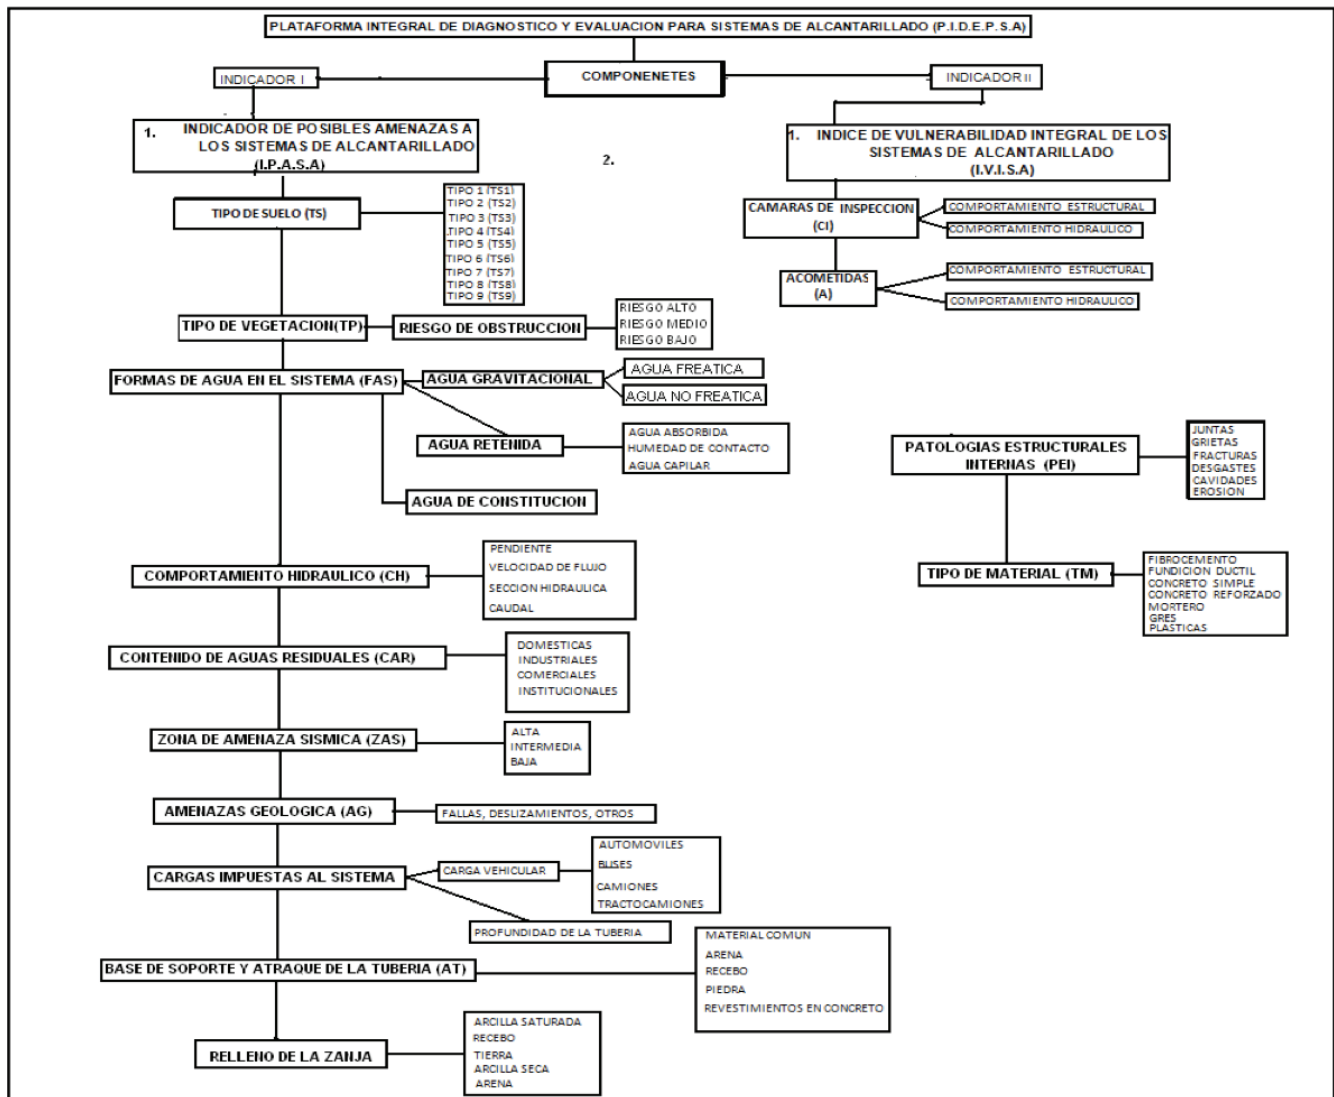 PLATAFORMA INTEGRAL DE DIAGNOSTICO Y EVALUACION PARA SISTEMAS DE ALCANTARILLADO (P.I.D.E.P.S.A)
COMPONENETES
INDICADOR I
INDICADOR II
1. INDICADOR DE POSIBLES AMENAZAS A
LOS SISTEMAS DE ALCANTARILLADO
(I.P.A.S.A)
2.
1. INDICE DE VULNERABILIDAD INTEGRAL DE LOS
SISTEMAS DE ALCANTARILLADO
(I.V.I.S.A)
TIPO DE SUELO (TS)
TIPO 1 (TS1)
TIPO 2 (TS2)
TIPO 3 (TS3)
TIPO 4 (TS4)
TIPO 5 (TS5)
TIPO 6 (TS6)
TIPO 7 (TS7)
TIPO 8 (TS8)
TIPO 9 (TS9)
CAMARAS DE INSPECCION
(CI)
COMPORTAMIENTO ESTRUCTURAL
COMPORTAMIENTO HIDRAULICO
ACOMETIDAS
(A)
COMPORTAMIENTO ESTRUCTURAL
COMPORTAMIENTO HIDRAULICO
TIPO DE VEGETACION(TP)
RIESGO DE OBSTRUCCION
RIESGO ALTO
RIESGO MEDIO
RIESGO BAJO
FORMAS DE AGUA EN EL SISTEMA (FAS)
AGUA GRAVITACIONAL
AGUA FREATICA
AGUA NO FREATICA
AGUA RETENIDA
AGUA ABSORBIDA
HUMEDAD DE CONTACTO
AGUA CAPILAR
AGUA DE CONSTITUCION
PATOLOGIAS ESTRUCTURALES
INTERNAS (PEI)
JUNTAS
GRIETAS
FRACTURAS
DESGASTES
CAVIDADES
EROSION
COMPORTAMIENTO HIDRAULICO (CH)
PENDIENTE
VELOCIDAD DE FLUJO
SECCION HIDRAULICA
CAUDAL
TIPO DE MATERIAL (TM)
FIBROCEMENTO
FUNDICION DUCTIL
CONCRETO SIMPLE
CONCRETO REFORZADO
MORTERO
GRES
PLASTICAS
CONTENIDO DE AGUAS RESIDUALES (CAR)
DOMESTICAS
INDUSTRIALES
COMERCIALES
INSTITUCIONALES
ZONA DE AMENAZA SISMICA (ZAS)
ALTA
INTERMEDIA
BAJA
AMENAZAS GEOLOGICA (AG)
FALLAS, DESLIZAMIENTOS, OTROS
CARGAS IMPUESTAS AL SISTEMA
CARGA VEHICULAR
AUTOMOVILES
BUSES
CAMIONES
TRACTOCAMIONES
PROFUNDIDAD DE LA TUBERIA
BASE DE SOPORTE Y ATRAQUE DE LA TUBERIA (AT)
MATERIAL COMUN
ARENA
RECEBO
PIEDRA
REVESTIMIENTOS EN CONCRETO
RELLENO DE LA ZANJA
ARCILLA SATURADA
RECEBO
TIERRA
ARCILLA SECA
ARENA